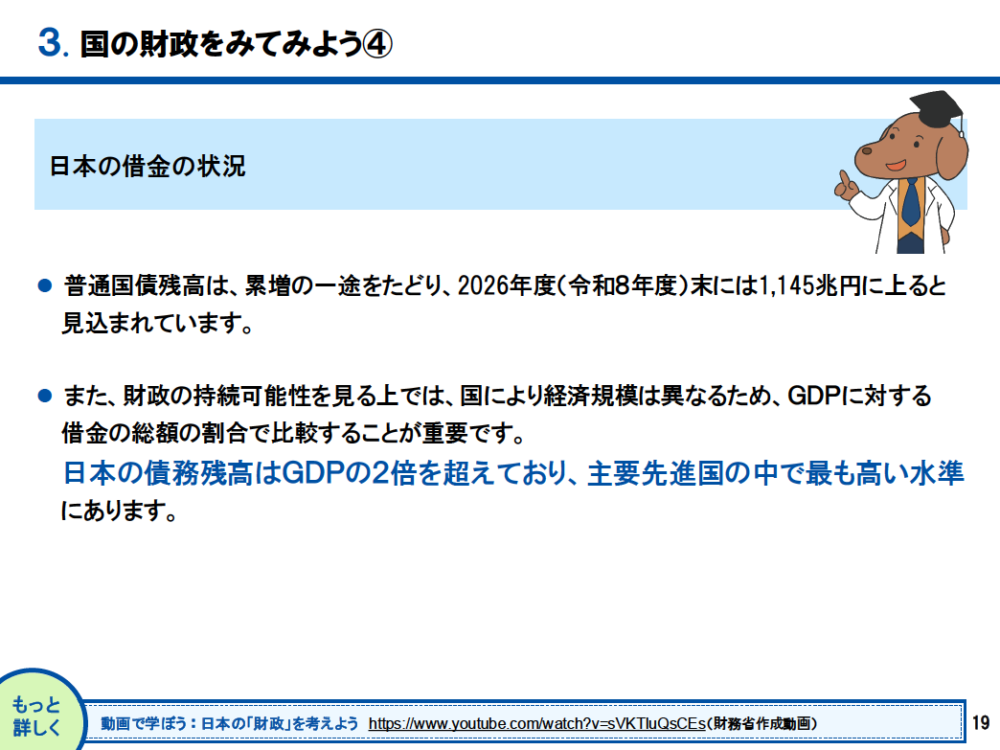 3. 国の財政をみてみよう④
日本の借金の状況
● 普通国債残高は、累増の一途をたどり、2026年度(令和8年度)末には1,145兆円に上ると
見込まれています。
● また、財政の持続可能性を見る上では、国により経済規模は異なるため、GDPに対する
借金の総額の割合で比較することが重要です。
日本の債務残高はGDPの2倍を超えており、主要先進国の中で最も高い水準
にあります。
もっと
詳しく
動画で学ぼう:日本の「財政」を考えよう https://www.youtube.com/watch?v=sVKTluQsCEs(財務省作成動画)
19